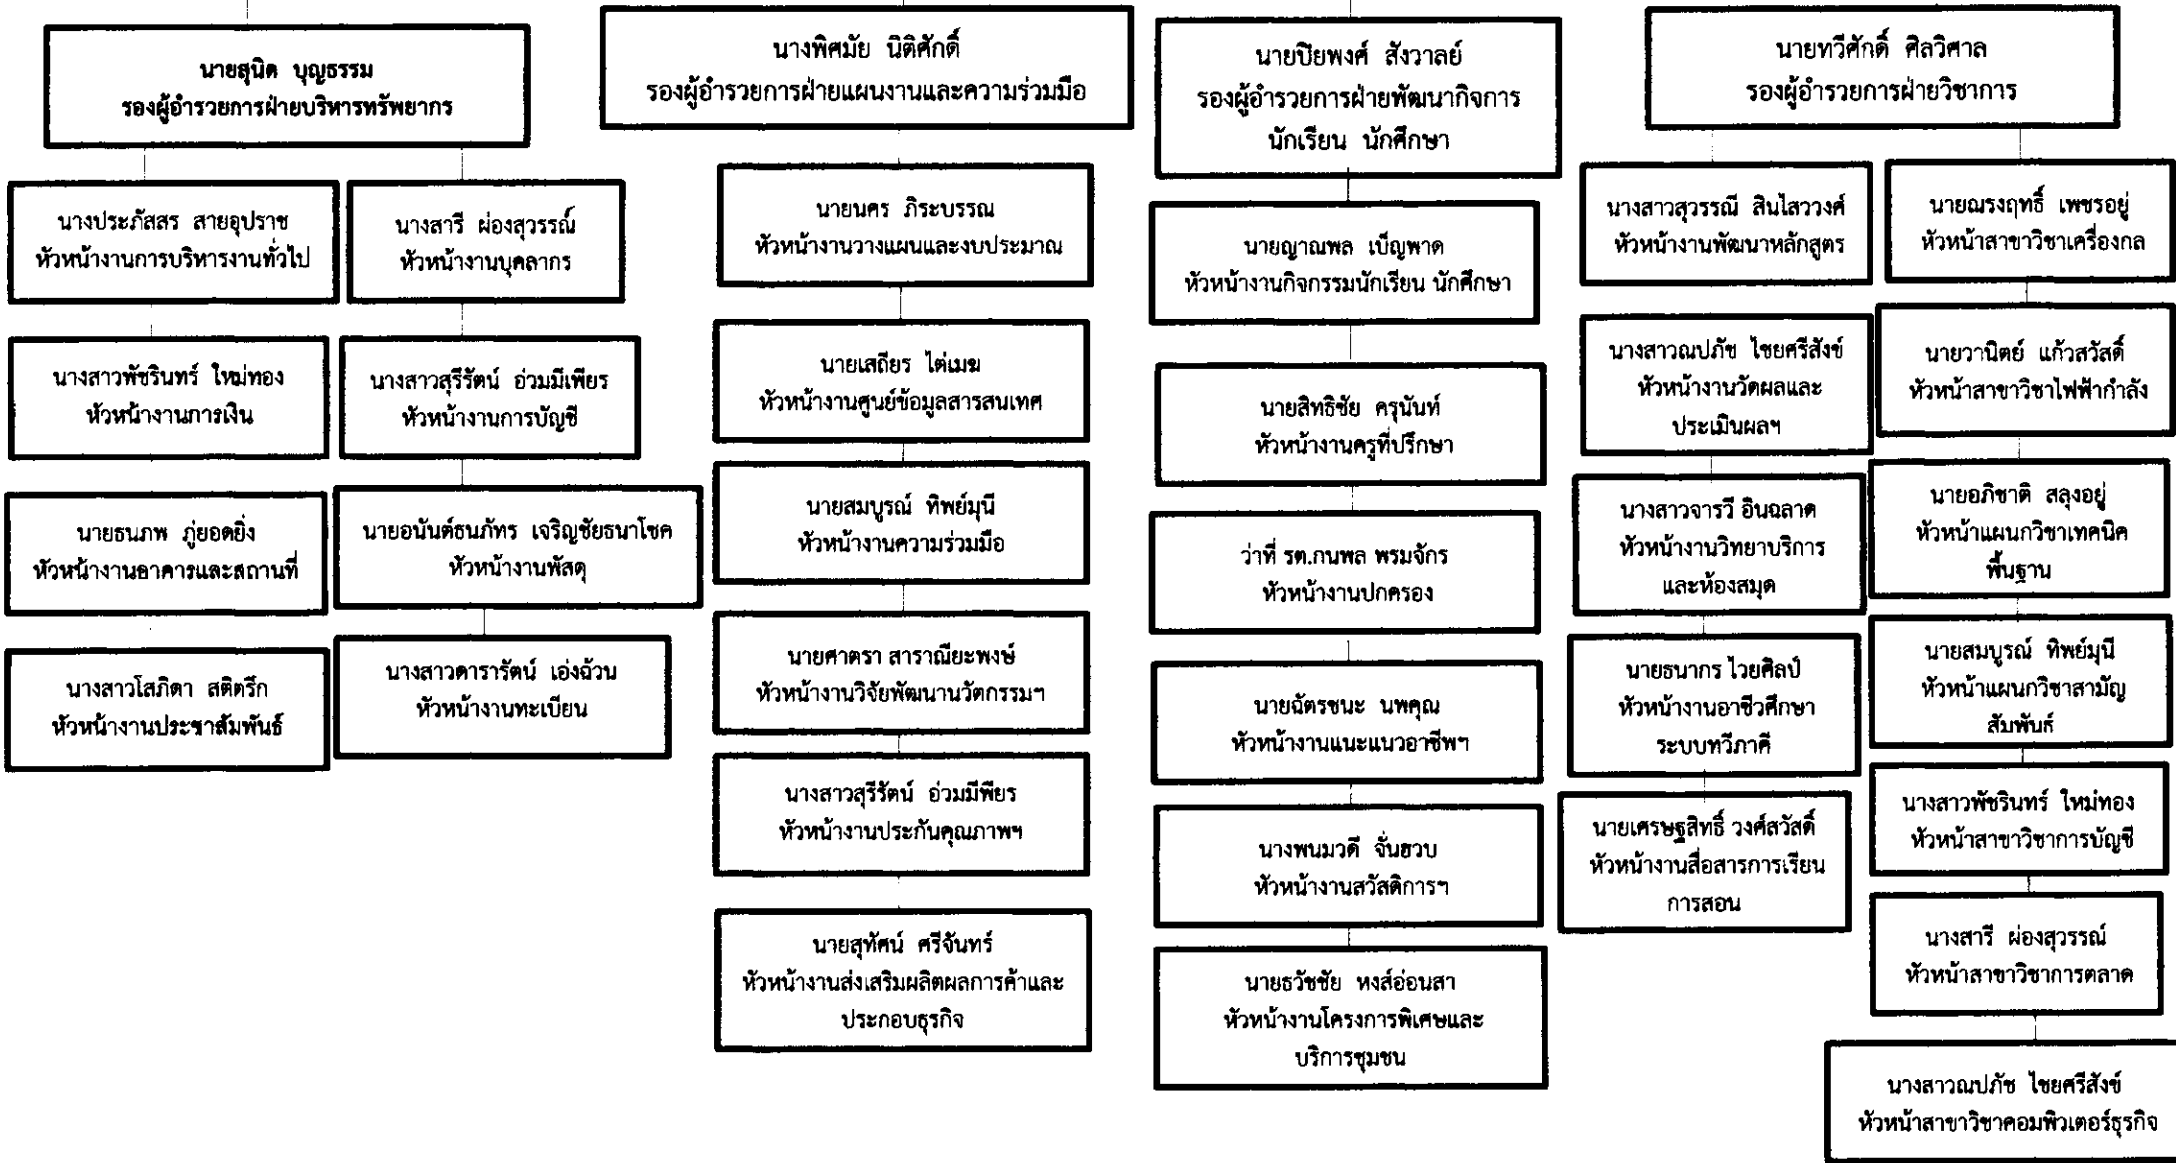 นายสุนิด บุญธรรม
รองผู้อำรวยการฝ่ายบริหารทรัพยากร
นางประภัสสร สายอุปราช
หัวหน้างานการบริหารงานทั่วไป
นางสาวพัชรินทร์ ใหม่ทอง
หัวหน้างานการเงิน
นายธนภพ ภู่ยอดยิ่ง
หัวหน้างานอาคารและสถานที่
นางสาวโสภิดา สติตรึก
หัวหน้างานประชาสัมพันธ์
นางสารี ผ่องสุวรรณ์
หัวหน้างานบุคลากร
นางสาวสุรีรัตน์ อ่วมมีเพียร
หัวหน้างานการบัญชี
นายอนันต์ธนภัทร เจริญชัยธนาโชค
หัวหน้างานพัสดุ
นางสาวดารารัตน์ เอ่งฉ้วน
หัวหน้างานทะเบียน
นางพิศมัย นิติศักดิ์
รองผู้อำรวยการฝ่ายแผนงานและความร่วมมือ
นายนคร ภิระบรรณ
หัวหน้างานวางแผนและงบประมาณ
นายเสถียร ไต่เมฆ
หัวหน้างานศูนย์ข้อมูลสารสนเทศ
นายสมบูรณ์ ทิพย์มุนี
หัวหน้างานความร่วมมือ
นายศาตรา สาราณียะพงษ์
หัวหน้างานวิจัยพัฒนานวัตกรรมฯ
นางสาวสุรีรัตน์ อ่วมมีพียร
หัวหน้างานประกันคุณภาพฯ
นายสุทัศน์ ศรีจันทร์
หัวหน้างานส่งเสริมผลิตผลการค้าและ
ประกอบธุรกิจ
นายปิยพงศ์ สังวาลย์
รองผู้อำรวยการฝ่ายพัฒนากิจการ
นักเรียน นักศึกษา
นายญาณพล เบ็ญพาด
หัวหน้างานกิจกรรมนักเรียน นักศึกษา
นายสิทธิชัย ครุนันท์
หัวหน้างานครูที่ปรึกษา
ว่าที่ รต.กนพล พรมจักร
หัวหน้างานปกครอง
นายฉัตรชนะ นพคุณ
หัวหน้างานแนะแนวอาชีพฯ
นางพนมวดี จั่นฮวบ
หัวหน้างานสวัสดิการฯ
นายธวัชชัย หงส์อ่อนสา
หัวหน้างานโครงการพิเศษและ
บริการชุมชน
นายทวีศักดิ์ ศิลวิศาล
รองผู้อำรวยการฝ่ายวิชาการ
นางสาวสุวรรณี สินไสววงศ์
หัวหน้างานพัฒนาหลักสูตร
นางสาวณปภัช ไชยศรีสังข์
หัวหน้างานวัดผลและ
ประเมินผลฯ
นางสาวจารวี อินฉลาด
หัวหน้างานวิทยาบริการ
และห้องสมุด
นายธนากร ไวยศิลป์
หัวหน้างานอาชีวศึกษา
ระบบทวีภาคี
นายเศรษฐสิทธิ์ วงศ์สวัสดิ์
หัวหน้างานสื่อสารการเรียน
การสอน
นายณรงฤทธิ์ เพชรอยู่
หัวหน้าสาขาวิชาเครื่องกล
นายวานิตย์ แก้วสวัสดิ์
หัวหน้าสาขาวิชาไฟฟ้ากำลัง
นายอภิชาติ สลุงอยู่
หัวหน้าแผนกวิชาเทคนิค
พื้นฐาน
นายสมบูรณ์ ทิพย์มุนี
หัวหน้าแผนกวิชาสามัญ
สัมพันธ์
นางสาวพัชรินทร์ ใหม่ทอง
หัวหน้าสาขาวิชาการบัญชี
นางสารี ผ่องสุวรรณ์
หัวหน้าสาขาวิชาการตลาด
นางสาวณปภัช ไชยศรีสังข์
หัวหน้าสาขาวิชาคอมพิวเตอร์ธุรกิจ